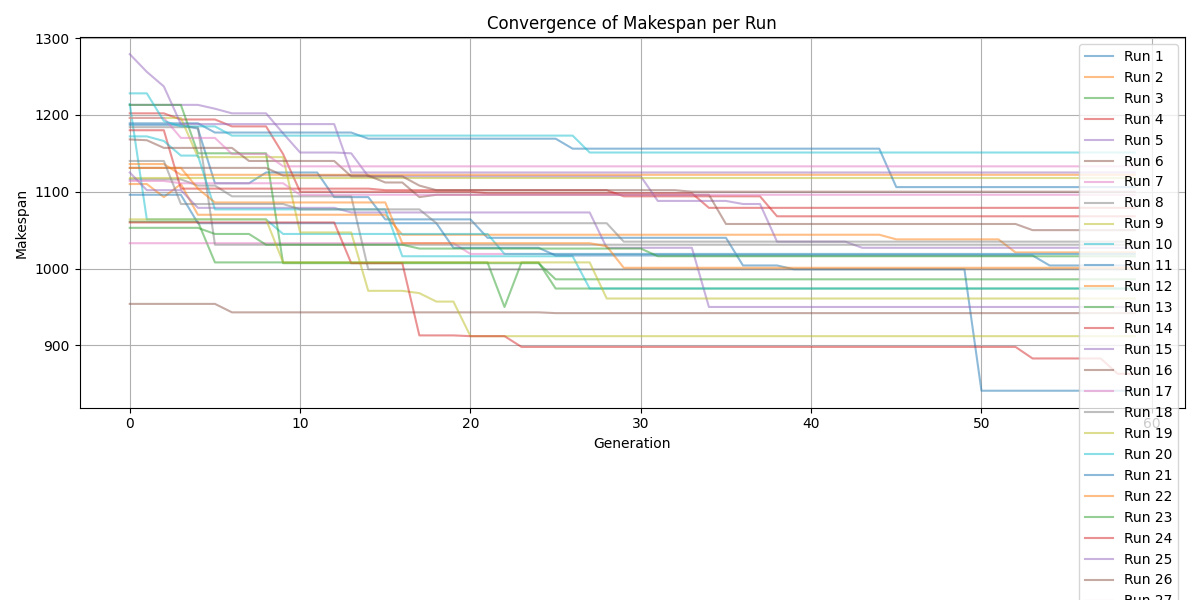 Convergence of Makespan per Run
1300
1200
1100
1000
900
Makespan
0
10
20
30
40
50
60
Generation
Run 1
Run 2
Run 3
Run 4
Run 5
Run 6
Run 7
Run 8
Run 9
Run 10
Run 11
Run 12
Run 13
Run 14
Run 15
Run 16
Run 17
Run 18
Run 19
Run 20
Run 21
Run 22
Run 23
Run 24
Run 25
Run 26
Run 27